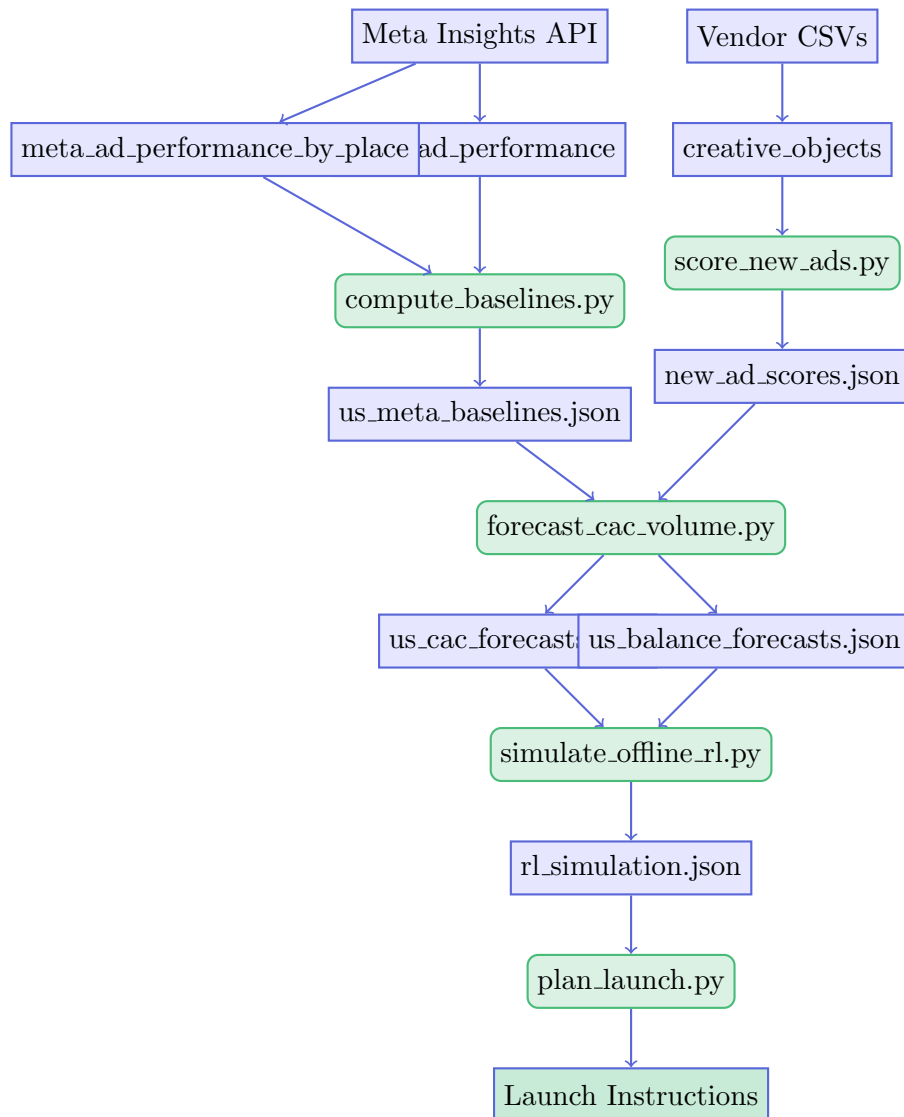 Meta Insights API
Vendor CSVs
meta_ad_performance_by_place
ad_performance
creative_objects
score_new_ads.py
compute_baselines.py
new_ad_scores.json
us_meta_baselines.json
forecast_cac_volume.py
us_cac_forecasts
us_balance_forecasts.json
simulate_offline_rl.py
rl_simulation.json
plan_launch.py
Launch Instructions